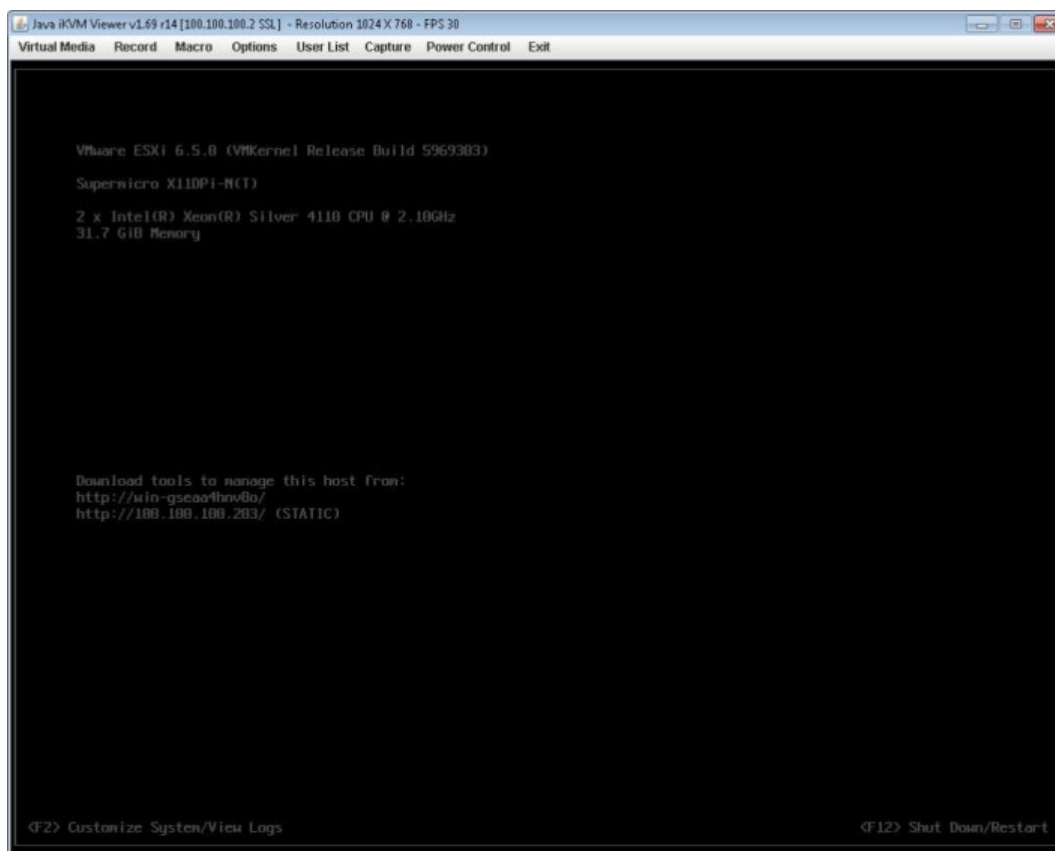 Java iKVM Viewer v1.69 r14 [100.100.100.2 SSL] - Resolution 1024 X 768 - FPS 30
Virtual Media Record Macro Options User List Capture Power Control Exit
VMware ESXi 6.5.0 (VMKernel Release Build 5969303)
Supermicro X11DPi-N(T)
2 x Intel(R) Xeon(R) Silver 4110 CPU @ 2.10GHz
31.7 GiB Memory
Download tools to manage this host from:
http://win-gseaa4hnv8o/
http://100.100.100.203/ (STATIC)
<F2> Customize System/View Logs
<F12> Shut Down/Restart